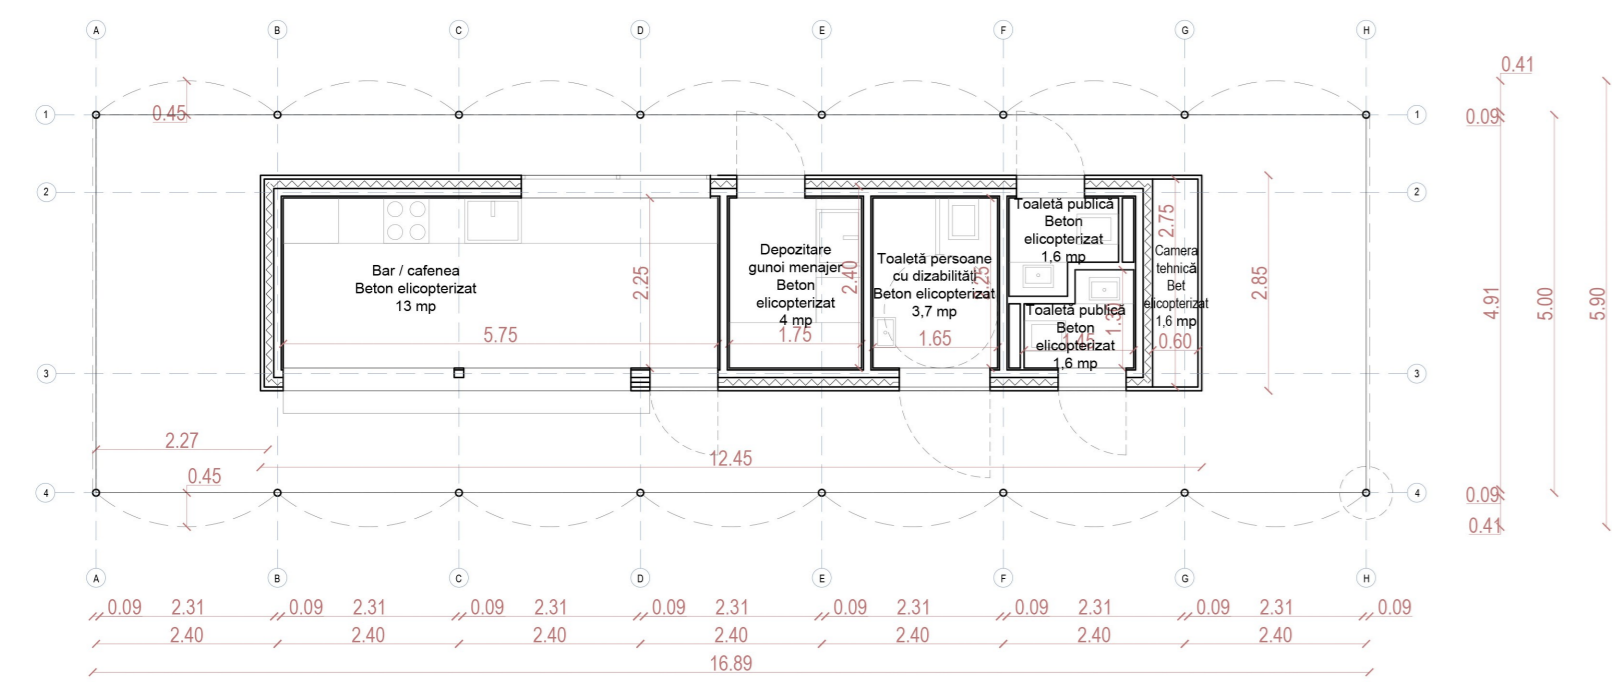 A B C D E F G H
0.41
0.45
1 0.09 1
2 2
Toaletă publică
Beton
elicopterizat
1,6 mp
2.75
Depozitare
gunoi menajer
Beton
elicopterizat
4 mp
2.40
Toaletă persoane
cu dizabilități
Beton elicopterizat
3,7 mp
2.25
Camera
tehnică
Bet
elicopterizat
1,6 mp
Bar / cafenea
Beton elicopterizat
13 mp
2.25
2.85
4.91
5.00
5.90
Toaletă publică
Beton
elicopterizat
1,6 mp
1.30
1.45
5.75
1.75
1.65
0.60
3 3
2.27
12.45
0.45
4 0.09 4
0.41
A B C D E F G H
0.09 2.31 0.09 2.31 0.09 2.31 0.09 2.31 0.09 2.31 0.09 2.31 0.09 2.31 0.09
2.40 2.40 2.40 2.40 2.40 2.40 2.40
16.89